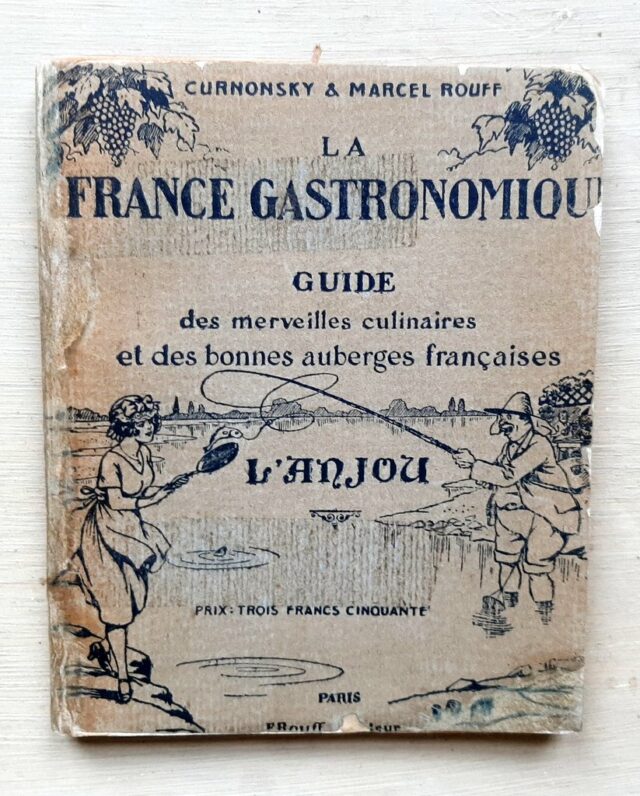 CURNONSKY & MARCEL ROUFF
LA
FRANCE GASTRONOMIQU
GUIDE
des merveilles culinaires
et des bonnes auberges françaises
L'ANJOU
PRIX: TROIS FRANCS CINQUANTE
PARIS